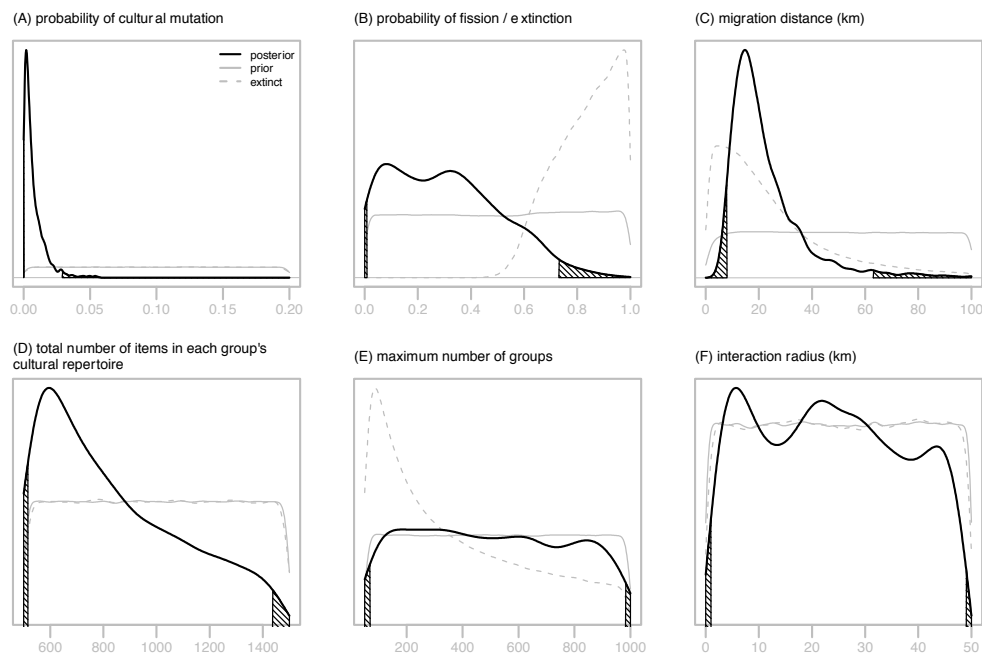 (A) probability of cultural mutation
(B) probability of fission / extinction
(C) migration distance (km)
posterior
prior
extinct
0.00 0.05 0.10 0.15 0.20
0.0 0.2 0.4 0.6 0.8 1.0
0 20 40 60 80 100
(D) total number of items in each group's
cultural repertoire
(E) maximum number of groups
(F) interaction radius (km)
600 800 1000 1200 1400
200 400 600 800 1000
0 10 20 30 40 50